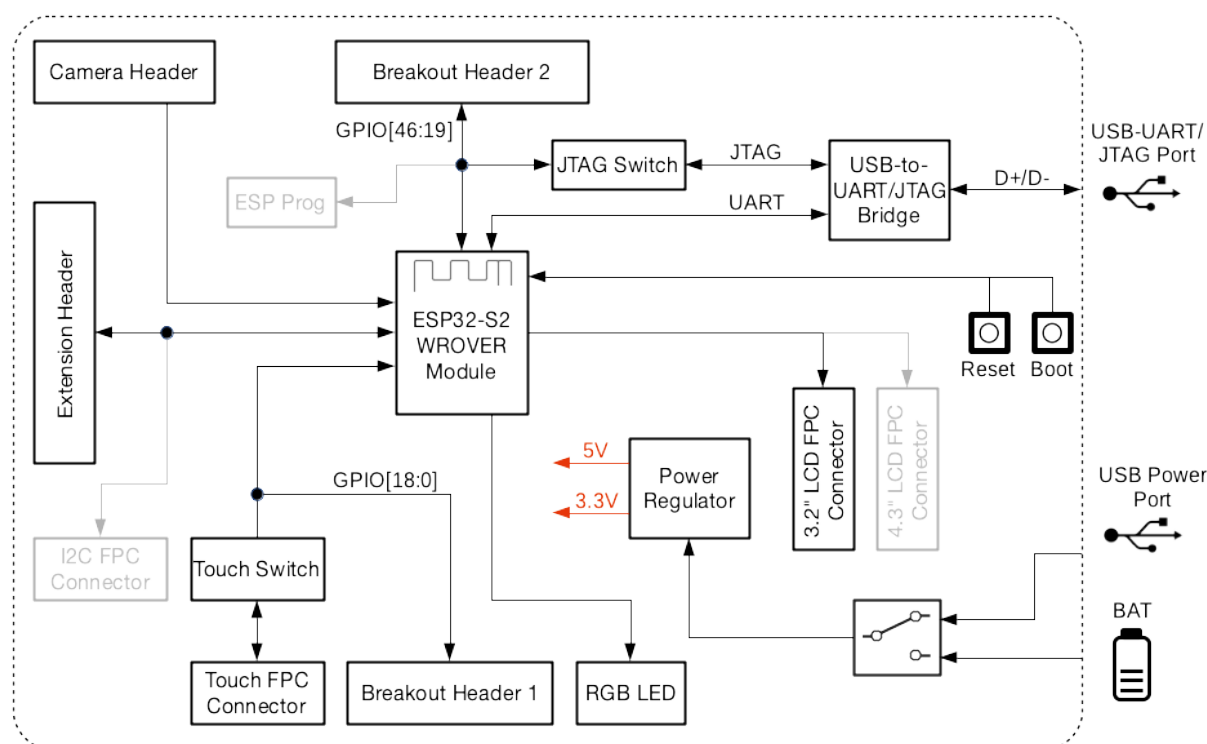 Camera Header
Breakout Header 2
GPIO[46:19]
USB-UART/
JTAG Port
JTAG Switch
JTAG
USB-to-
UART/JTAG
Bridge
D+/D-
ESP Prog
UART
Extension Header
ESP32-S2
WROVER
Module
Reset
Boot
5V
3.3V
Power
Regulator
3.2" LCD FPC
Connector
4.3" LCD FPC
Connector
GPIO[18:0]
USB Power
Port
I2C FPC
Connector
Touch Switch
BAT
Touch FPC
Connector
Breakout Header 1
RGB LED